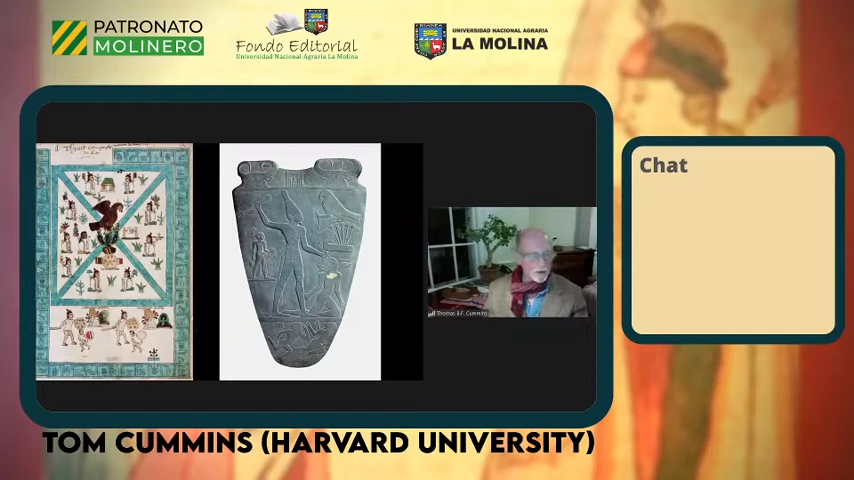 PATRONATO
MOLINERO
Fondo Editorial
Universidad Nacional Agraria La Molina
UNIVERSIDAD NACIONAL AGRARIA
LA MOLINA
Chat
Thomas B.F. Cummins
TOM CUMMINS (HARVARD UNIVERSITY)